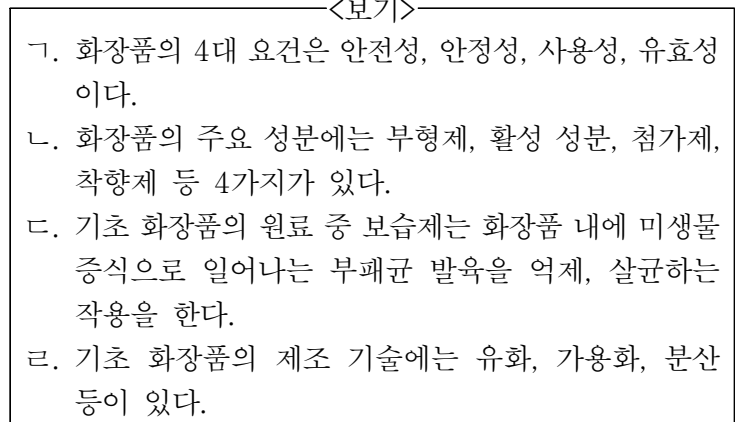 <보기>
ㄱ. 화장품의 4대 요건은 안전성, 안정성, 사용성, 유효성
이다.
ㄴ. 화장품의 주요 성분에는 부형제, 활성 성분, 첨가제,
착향제 등 4가지가 있다.
ㄷ. 기초 화장품의 원료 중 보습제는 화장품 내에 미생물
증식으로 일어나는 부패균 발육을 억제, 살균하는
작용을 한다.
ㄹ. 기초 화장품의 제조 기술에는 유화, 가용화, 분산
등이 있다.